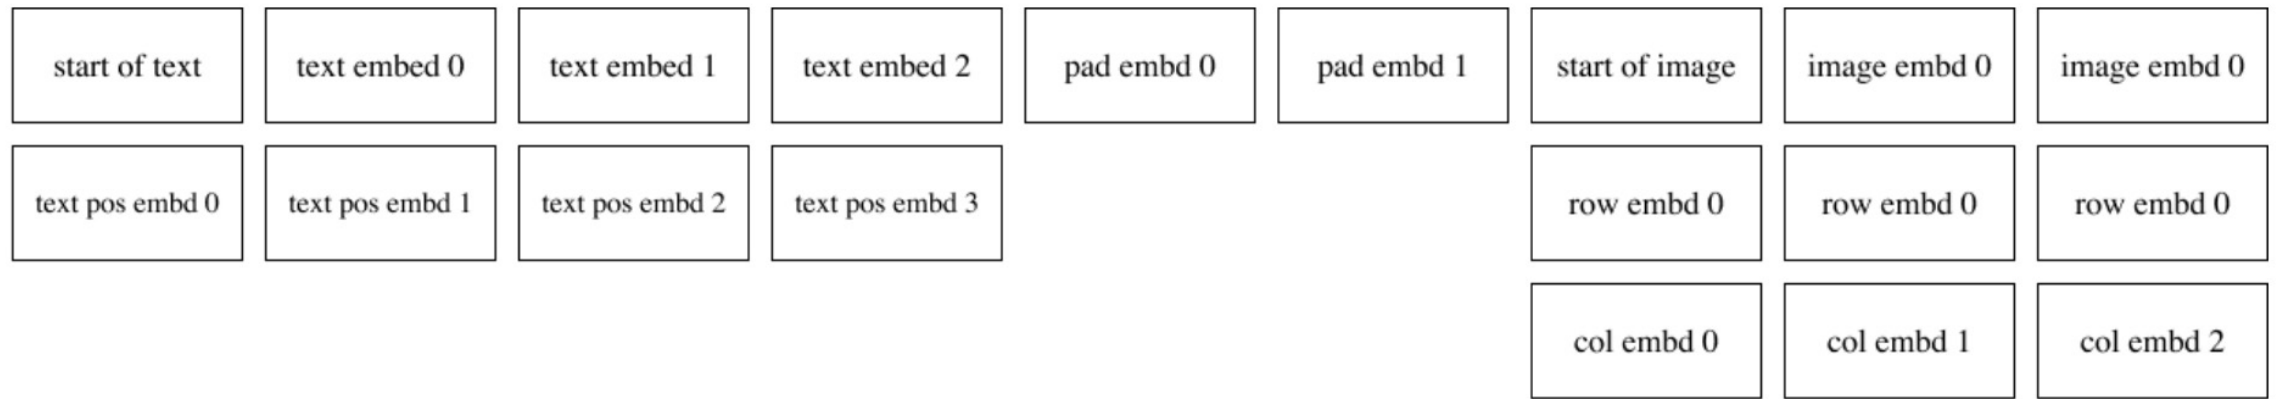 start of text text embed 0 text embed 1 text embed 2 pad embd 0 pad embd 1 start of image image embd 0 image embd 0
text pos embd 0 text pos embd 1 text pos embd 2 text pos embd 3 row embd 0 row embd 0 row embd 0
col embd 0 col embd 1 col embd 2